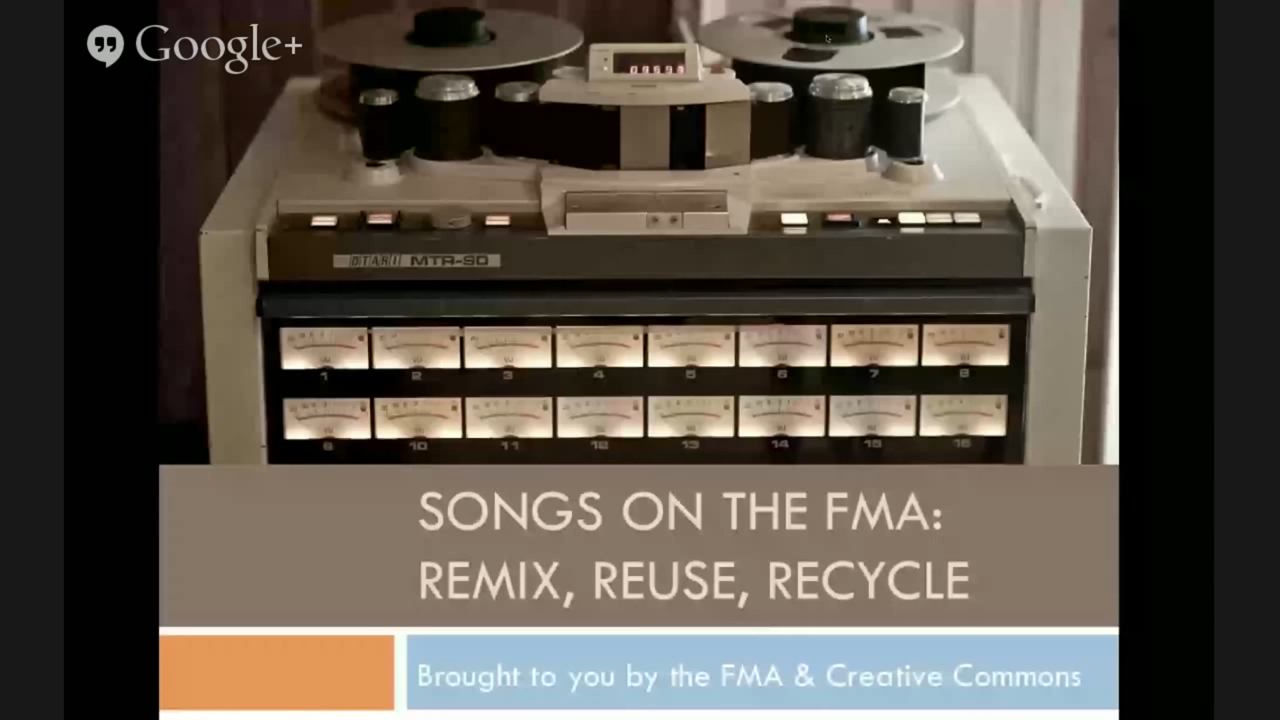 Google+
OTARI MTR-90
1 2 3 4 5 6 7 8
9 10 11 12 13 14 15 16
SONGS ON THE FMA:
REMIX, REUSE, RECYCLE
Brought to you by the FMA & Creative Commons